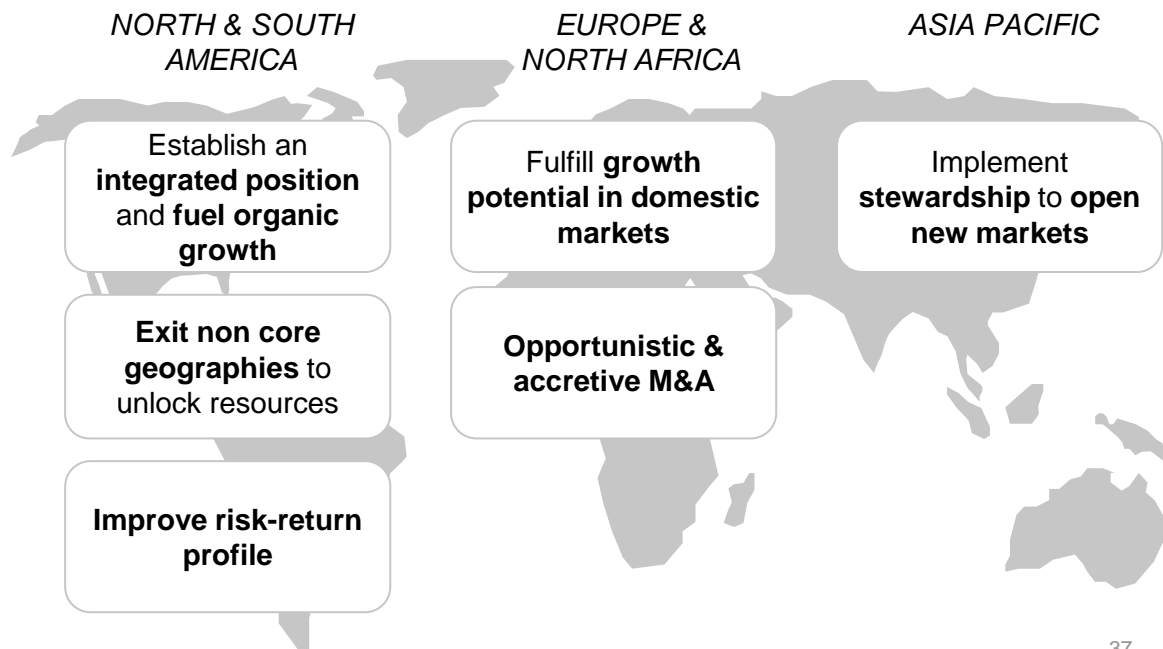 NORTH & SOUTH
AMERICA
Establish an
integrated position
and fuel organic
growth
Exit non core
geographies to
unlock resources
Improve risk-return
profile
EUROPE &
NORTH AFRICA
Fulfill growth
potential in domestic
markets
Opportunistic &
accretive M&A
ASIA PACIFIC
Implement
stewardship to open
new markets
37